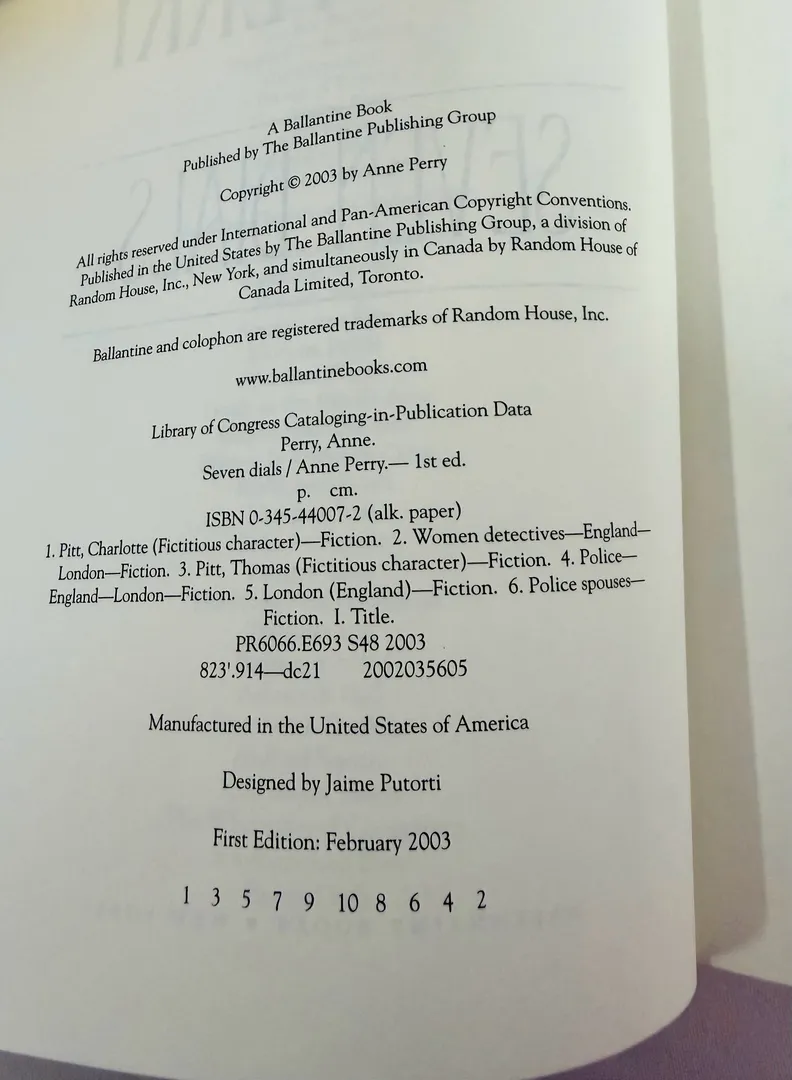 A Ballantine Book
Published by The Ballantine Publishing Group
Copyright © 2003 by Anne Perry
All rights reserved under International and Pan-American Copyright Conventions.
Published in the United States by The Ballantine Publishing Group, a division of
Random House, Inc., New York, and simultaneously in Canada by Random House of
Canada Limited, Toronto.
Ballantine and colophon are registered trademarks of Random House, Inc.
www.ballantinebooks.com
Library of Congress Cataloging-in-Publication Data
Perry, Anne.
Seven dials / Anne Perry.— 1st ed.
p. cm.
ISBN 0-345-44007-2 (alk. paper)
1. Pitt, Charlotte (Fictitious character)—Fiction. 2. Women detectives—England—
London—Fiction. 3. Pitt, Thomas (Fictitious character)—Fiction. 4. Police—
England—London—Fiction. 5. London (England)—Fiction. 6. Police spouses—
Fiction. I. Title.
PR6066.E693 S48 2003
823'.914—dc21 2002035605
Manufactured in the United States of America
Designed by Jaime Putorti
First Edition: February 2003
1 3 5 7 9 10 8 6 4 2